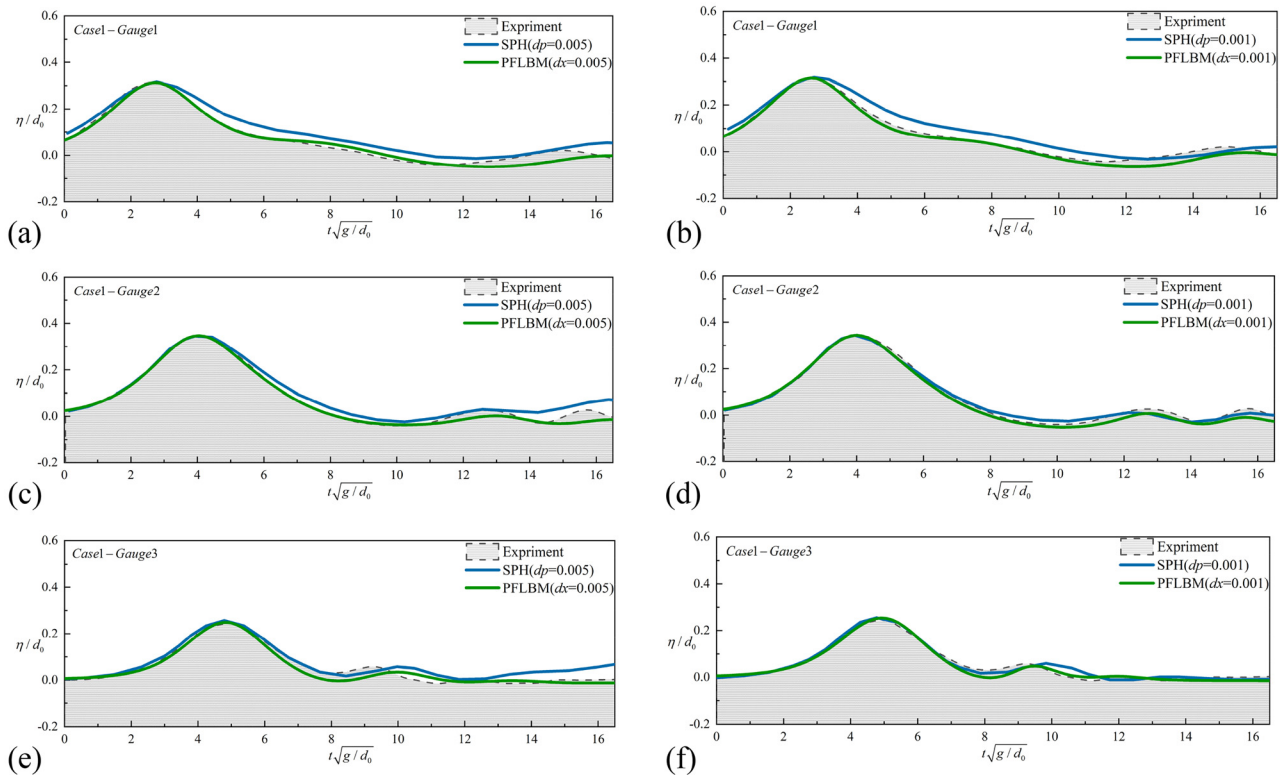 Case1-Gauge1
Expriment
SPH(dp=0.005)
PFLBM(dx=0.005)
η/d₀
0.6
0.4
0.2
0.0
-0.2
0 2 4 6 8 10 12 14 16
t√g/d₀
(a)
Case1-Gauge1
Expriment
SPH(dp=0.001)
PFLBM(dx=0.001)
η/d₀
0.6
0.4
0.2
0.0
-0.2
0 2 4 6 8 10 12 14 16
t√g/d₀
(b)
Case1-Gauge2
Expriment
SPH(dp=0.005)
PFLBM(dx=0.005)
η/d₀
0.6
0.4
0.2
0.0
-0.2
0 2 4 6 8 10 12 14 16
t√g/d₀
(c)
Case1-Gauge2
Expriment
SPH(dp=0.001)
PFLBM(dx=0.001)
η/d₀
0.6
0.4
0.2
0.0
-0.2
0 2 4 6 8 10 12 14 16
t√g/d₀
(d)
Case1-Gauge3
Expriment
SPH(dp=0.005)
PFLBM(dx=0.005)
η/d₀
0.6
0.4
0.2
0.0
-0.2
0 2 4 6 8 10 12 14 16
t√g/d₀
(e)
Case1-Gauge3
Expriment
SPH(dp=0.001)
PFLBM(dx=0.001)
η/d₀
0.6
0.4
0.2
0.0
-0.2
0 2 4 6 8 10 12 14 16
t√g/d₀
(f)